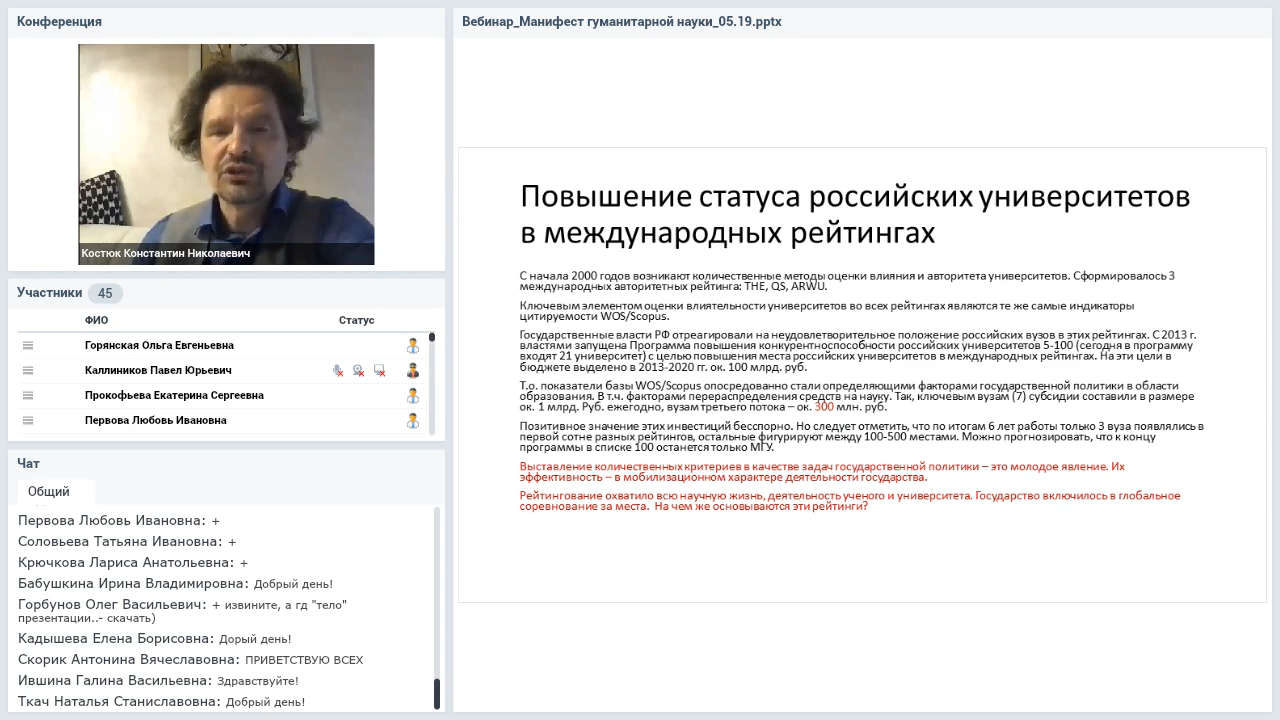 Конференция
Костюк Константин Николаевич
Участники 45
ФИО Статус
Горянская Ольга Евгеньевна
Каллиников Павел Юрьевич
Прокофьева Екатерина Сергеевна
Первова Любовь Ивановна
Чат
Общий
Первова Любовь Ивановна: +
Соловьева Татьяна Ивановна: +
Крючкова Лариса Анатольевна: +
Бабушкина Ирина Владимировна: Добрый день!
Горбунов Олег Васильевич: + извините, а гд "тело"
презентации..- скачать)
Кадышева Елена Борисовна: Дорый день!
Скорик Антонина Вячеславовна: ПРИВЕТСТВУЮ ВСЕХ
Ившина Галина Васильевна: Здравствуйте!
Ткач Наталья Станиславовна: Добрый день!
Вебинар_Манифест гуманитарной науки_05.19.pptx
Повышение статуса российских университетов
в международных рейтингах
С начала 2000 годов возникают количественные методы оценки влияния и авторитета университетов. Сформировалось 3
международных авторитетных рейтинга: THE, QS, ARWU.
Ключевым элементом оценки влиятельности университетов во всех рейтингах являются те же самые индикаторы
цитируемости WOS/Scopus.
Государственные власти РФ отреагировали на неудовлетворительное положение российских вузов в этих рейтингах. С 2013 г.
властями запущена Программа повышения конкурентноспособности российских университетов 5-100 (сегодня в программу
входят 21 университет) с целью повышения места российских университетов в международных рейтингах. На эти цели в
бюджете выделено в 2013-2020 гг. ок. 100 млрд. руб.
Т.о. показатели базы WOS/Scopus опосредованно стали определяющими факторами государственной политики в области
образования. В т.ч. факторами перераспределения средств на науку. Так, ключевым вузам (7) субсидии составили в размере
ок. 1 млрд. Руб. ежегодно, вузам третьего потока – ок. 300 млн. руб.
Позитивное значение этих инвестиций бесспорно. Но следует отметить, что по итогам 6 лет работы только 3 вуза появлялись в
первой сотне разных рейтингов, остальные фигурируют между 100-500 местами. Можно прогнозировать, что к концу
программы в списке 100 останется только МГУ.
Выставление количественных критериев в качестве задач государственной политики – это молодое явление. Их
эффективность – в мобилизационном характере деятельности государства.
Рейтингование охватило всю научную жизнь, деятельность ученого и университета. Государство включилось в глобальное
соревнование за места. На чем же основываются эти рейтинги?